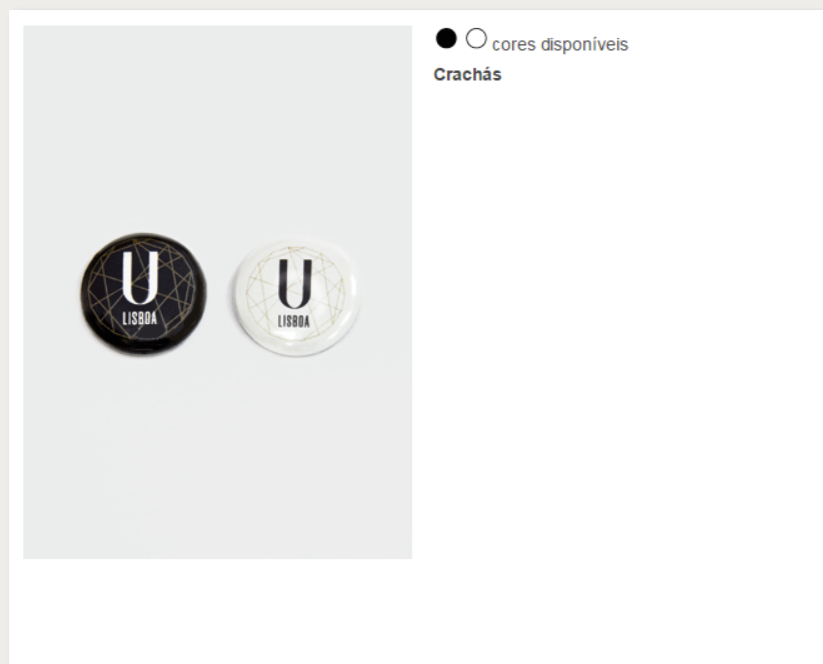 cores disponíveis
Crachás
U
LISBOA
U
LISBOA